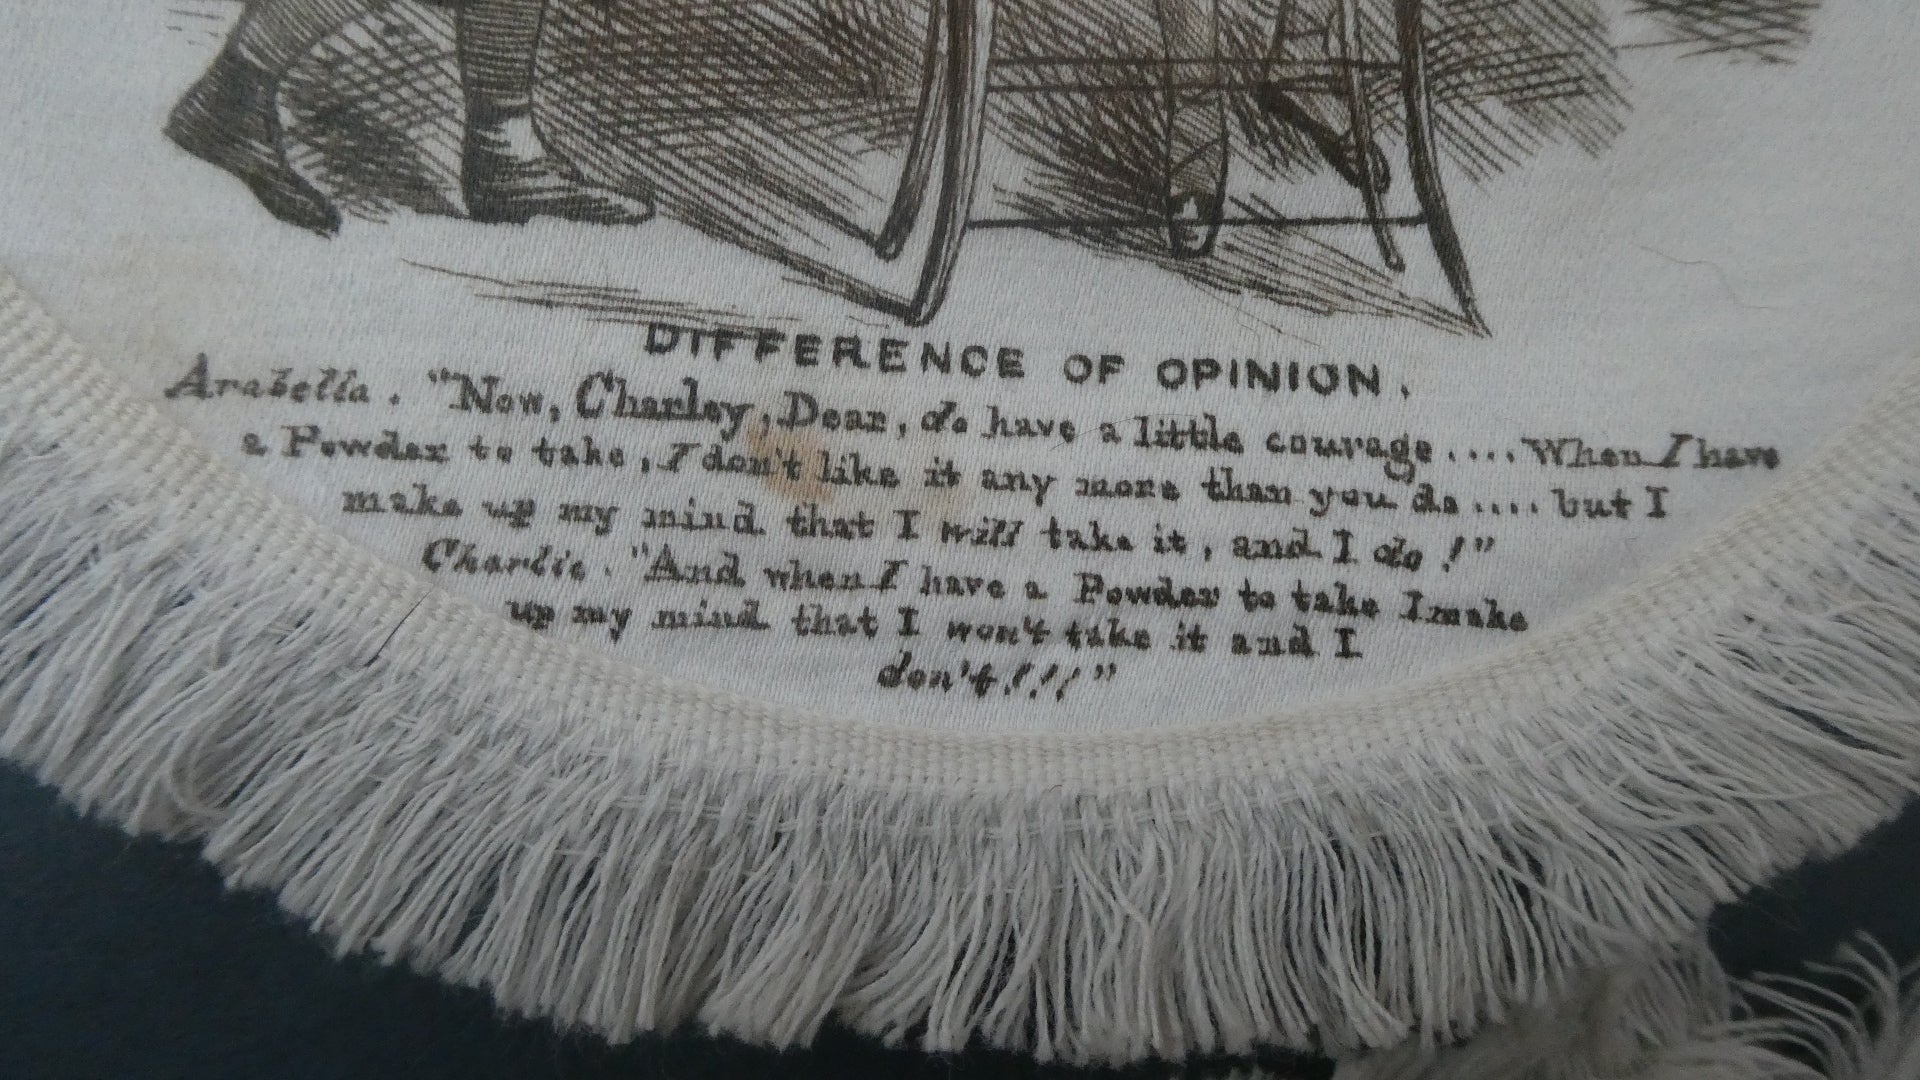 DIFFERENCE OF OPINION.
Arabella. "Now, Charley, Dear, do have a little courage.... When I have
a Powder to take, I don't like it any more than you do.... but I
make up my mind that I will take it, and I do!"
Charlie. "And when I have a Powder to take I make
up my mind that I won't take it and I
don't!!!"